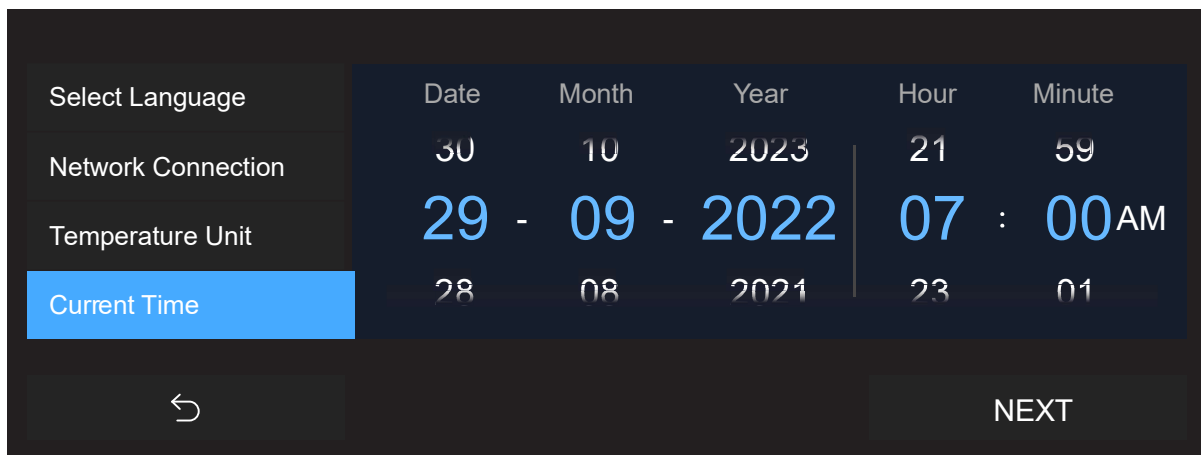 Select Language
Network Connection
Temperature Unit
Current Time
Date Month Year Hour Minute
30 10 2023 21 59
29 - 09 - 2022 07 : 00 AM
28 08 2021 23 01
NEXT